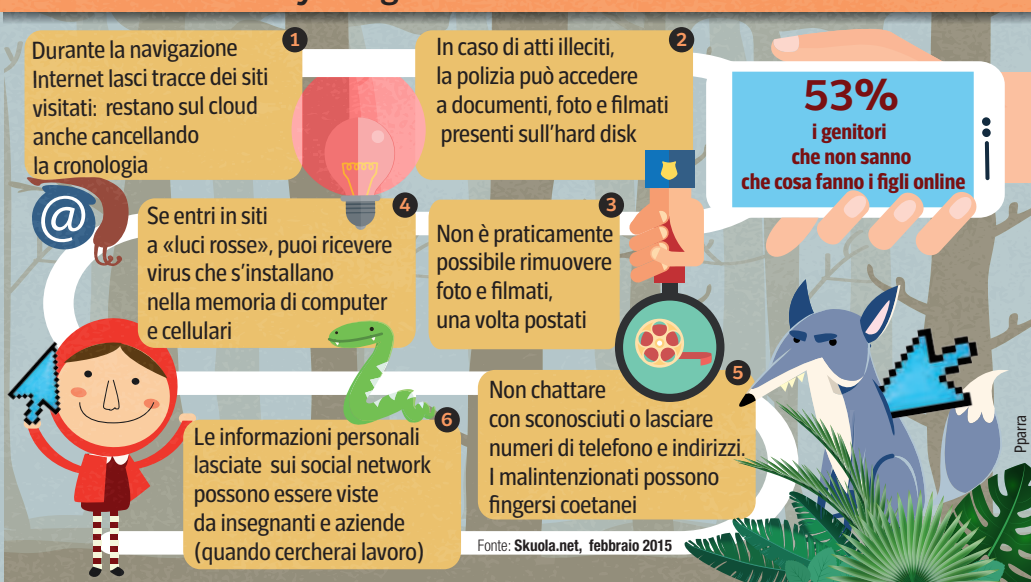 1
Durante la navigazione
Internet lasci tracce dei siti
visitati: restano sul cloud
anche cancellando
la cronologia
2
In caso di atti illeciti,
la polizia può accedere
a documenti, foto e filmati
presenti sull'hard disk
53%
i genitori
che non sanno
che cosa fanno i figli online
3
Non è praticamente
possibile rimuovere
foto e filmati,
una volta postati
4
Se entri in siti
a «luci rosse», puoi ricevere
virus che s'installano
nella memoria di computer
e cellulari
@
5
Non chattare
con sconosciuti o lasciare
numeri di telefono e indirizzi.
I malintenzionati possono
fingersi coetanei
6
Le informazioni personali
lasciate sui social network
possono essere viste
da insegnanti e aziende
(quando cercherai lavoro)
Fonte: Skuola.net, febbraio 2015
Pparra